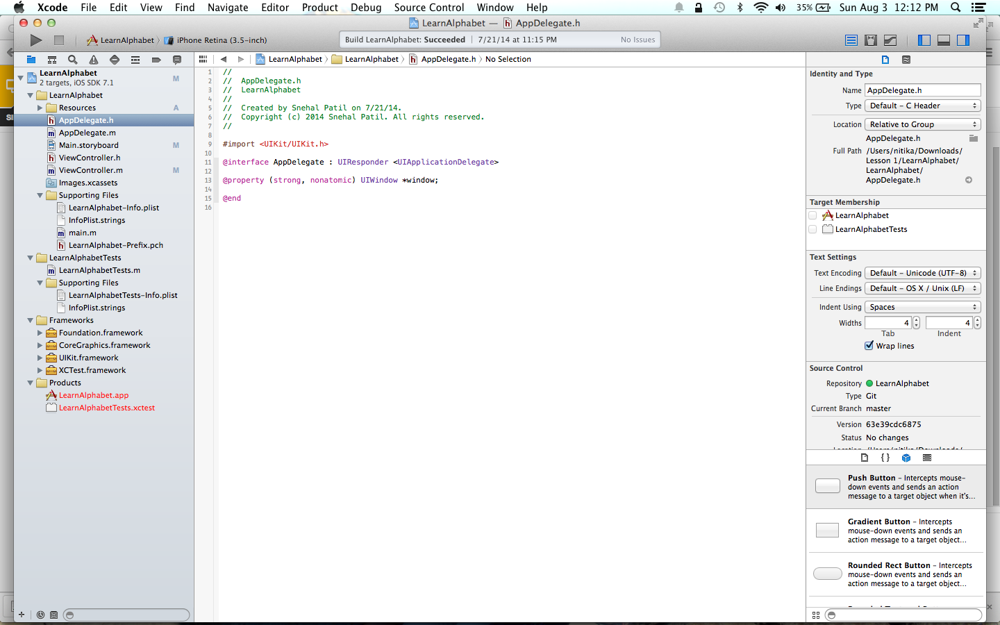 Xcode File Edit View Find Navigate Editor Product Debug Source Control Window Help 35% Sun Aug 3 12:12 PM
LearnAlphabet — AppDelegate.h
LearnAlphabet 〉 iPhone Retina (3.5-inch)
Build LearnAlphabet: Succeeded | 7/21/14 at 11:15 PM No Issues
LearnAlphabet 〉 LearnAlphabet 〉 AppDelegate.h 〉 No Selection
LearnAlphabet
2 targets, iOS SDK 7.1 M
LearnAlphabet
Resources A
AppDelegate.h
AppDelegate.m
Main.storyboard M
ViewController.h
ViewController.m M
Images.xcassets
Supporting Files
LearnAlphabet-Info.plist
InfoPlist.strings
main.m
LearnAlphabet-Prefix.pch
LearnAlphabetTests
LearnAlphabetTests.m
Supporting Files
LearnAlphabetTests-Info.plist
InfoPlist.strings
Frameworks
Foundation.framework
CoreGraphics.framework
UIKit.framework
XCTest.framework
Products
LearnAlphabet.app
LearnAlphabetTests.xctest
1 //
2 //  AppDelegate.h
3 //  LearnAlphabet
4 //
5 //  Created by Snehal Patil on 7/21/14.
6 //  Copyright (c) 2014 Snehal Patil. All rights reserved.
7 //
8
9 #import <UIKit/UIKit.h>
10
11 @interface AppDelegate : UIResponder <UIApplicationDelegate>
12
13 @property (strong, nonatomic) UIWindow *window;
14
15 @end
16
Identity and Type
Name AppDelegate.h
Type Default - C Header
Location Relative to Group
AppDelegate.h
Full Path /Users/nitika/Downloads/
Lesson 1/LearnAlphabet/
LearnAlphabet/
AppDelegate.h
Target Membership
LearnAlphabet
LearnAlphabetTests
Text Settings
Text Encoding Default - Unicode (UTF-8)
Line Endings Default - OS X / Unix (LF)
Indent Using Spaces
Widths 4 4
Tab Indent
Wrap lines
Source Control
Repository LearnAlphabet
Type Git
Current Branch master
Version 63e39cdc6875
Status No changes
Location /Users/nitika/Downloads/
{ }
Push Button - Intercepts mouse-
down events and sends an action
message to a target object when it's...
Gradient Button - Intercepts
mouse-down events and sends an
action message to a target object...
Rounded Rect Button - Intercepts
mouse-down events and sends an
action message to a target object...